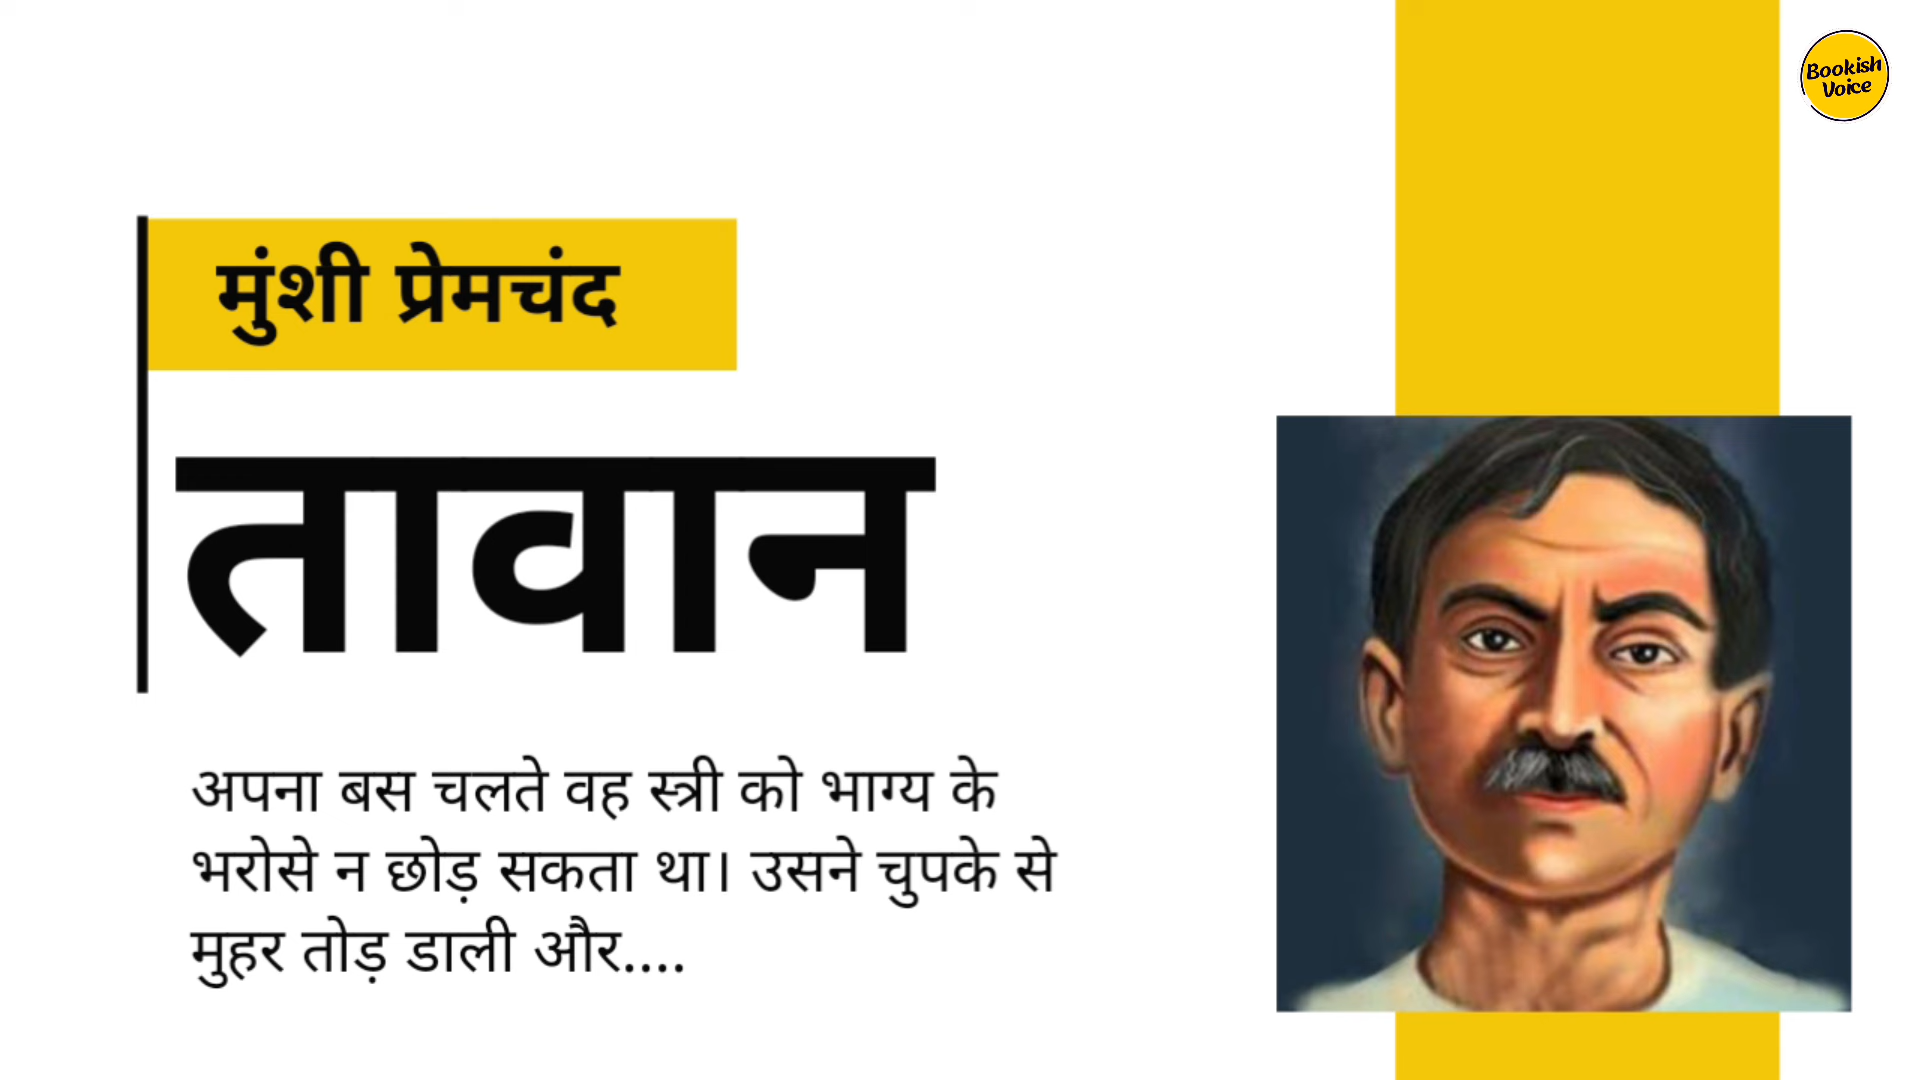 Bookish
Voice
मुंशी प्रेमचंद
तावान
अपना बस चलते वह स्त्री को भाग्य के
भरोसे न छोड़ सकता था। उसने चुपके से
मुहर तोड़ डाली और....